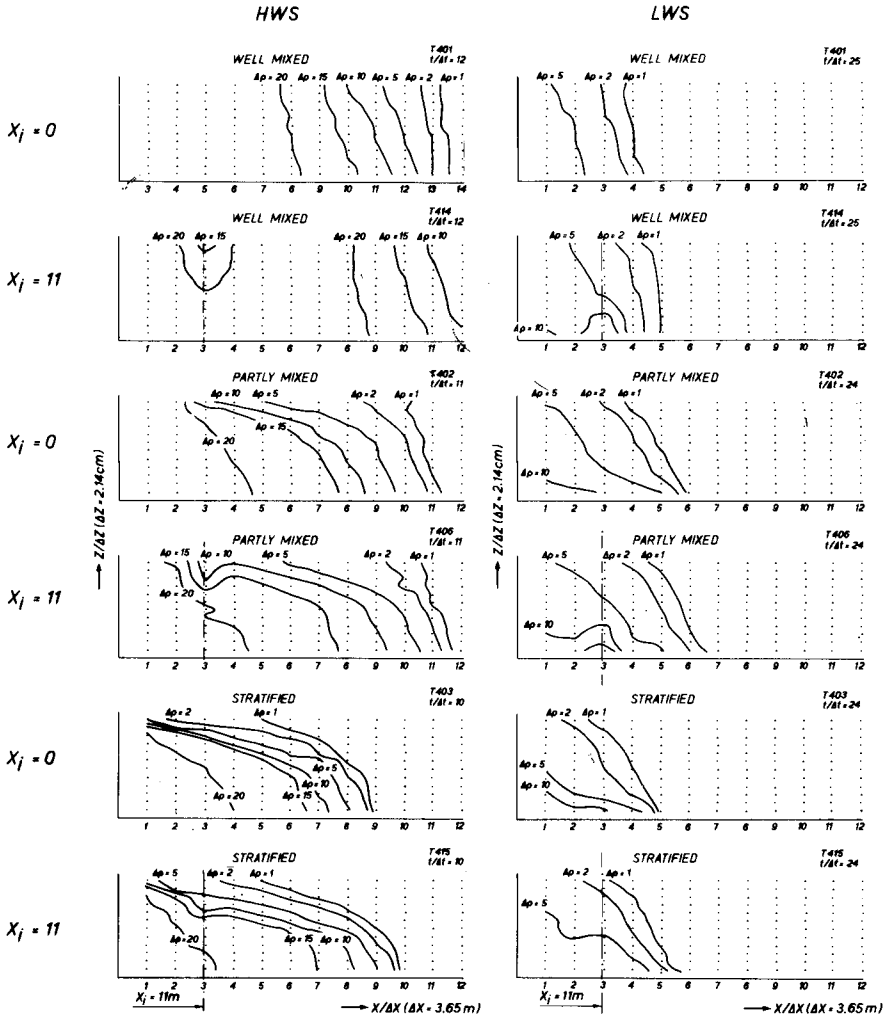 HWS LWS
WELL MIXED T401
t/Δt = 12
Δρ = 20 Δρ = 15 Δρ = 10 Δρ = 5 Δρ = 2 Δρ = 1
X_i = 0
3 4 5 6 7 8 9 10 11 12 13 14
WELL MIXED T401
t/Δt = 25
Δρ = 5 Δρ = 2 Δρ = 1
1 2 3 4 5 6 7 8 9 10 11 12
WELL MIXED T414
t/Δt = 12
Δρ = 20 Δρ = 15 Δρ = 20 Δρ = 15 Δρ = 10
X_i = 11
1 2 3 4 5 6 7 8 9 10 11 12
WELL MIXED T414
t/Δt = 25
Δρ = 5 Δρ = 2 Δρ = 1
Δρ = 10
1 2 3 4 5 6 7 8 9 10 11 12
PARTLY MIXED T402
t/Δt = 11
Δρ = 10 Δρ = 5 Δρ = 2 Δρ = 1
Δρ = 15
Δρ = 20
X_i = 0
1 2 3 4 5 6 7 8 9 10 11 12
PARTLY MIXED T402
t/Δt = 24
Δρ = 5 Δρ = 2 Δρ = 1
Δρ = 10
1 2 3 4 5 6 7 8 9 10 11 12
Z/ΔZ (ΔZ = 2.14 cm) Z/ΔZ (ΔZ = 2.14 cm)
PARTLY MIXED T406
t/Δt = 11
Δρ = 15 Δρ = 10 Δρ = 5 Δρ = 2 Δρ = 1
Δρ = 20
X_i = 11
1 2 3 4 5 6 7 8 9 10 11 12
PARTLY MIXED T406
t/Δt = 24
Δρ = 5 Δρ = 2 Δρ = 1
Δρ = 10
1 2 3 4 5 6 7 8 9 10 11 12
STRATIFIED T403
t/Δt = 10
Δρ = 2 Δρ = 1
Δρ = 5
Δρ = 10
Δρ = 20 Δρ = 15
X_i = 0
1 2 3 4 5 6 7 8 9 10 11 12
STRATIFIED T403
t/Δt = 24
Δρ = 2 Δρ = 1
Δρ = 5
Δρ = 10
1 2 3 4 5 6 7 8 9 10 11 12
STRATIFIED T415
t/Δt = 10
Δρ = 5 Δρ = 2 Δρ = 1
Δρ = 20 Δρ = 15 Δρ = 10
X_i = 11
1 2 3 4 5 6 7 8 9 10 11 12
X_i = 11m X/ΔX (ΔX = 3.65 m)
STRATIFIED T415
t/Δt = 24
Δρ = 2 Δρ = 1
Δρ = 5
1 2 3 4 5 6 7 8 9 10 11 12
X_i = 11m X/ΔX (ΔX = 3.65 m)